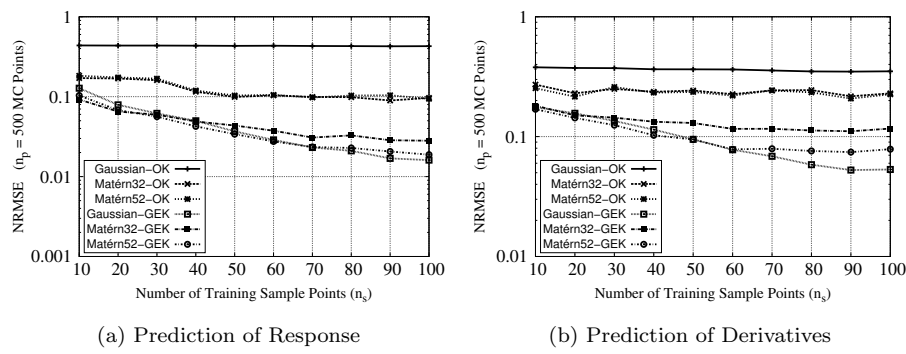 NRMSE (nₚ = 500 MC Points)
1
0.1
0.01
0.001
Gaussian−OK
Matérn32−OK
Matérn52−OK
Gaussian−GEK
Matérn32−GEK
Matérn52−GEK
10 20 30 40 50 60 70 80 90 100
Number of Training Sample Points (nₛ)
(a) Prediction of Response
NRMSE (nₚ = 500 MC Points)
1
0.1
0.01
Gaussian−OK
Matérn32−OK
Matérn52−OK
Gaussian−GEK
Matérn32−GEK
Matérn52−GEK
10 20 30 40 50 60 70 80 90 100
Number of Training Sample Points (nₛ)
(b) Prediction of Derivatives